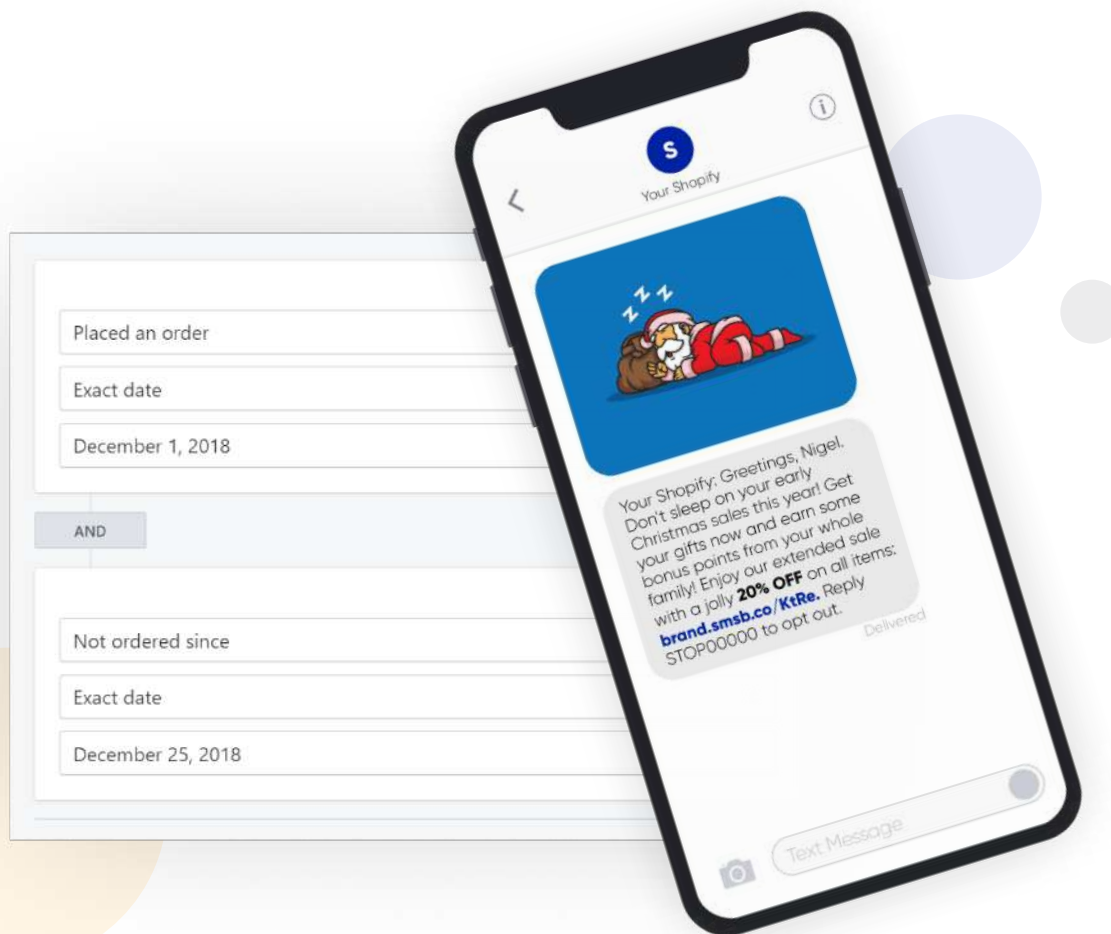 Placed an order
Exact date
December 1, 2018
AND
Not ordered since
Exact date
December 25, 2018
S
Your Shopify
z z z
Your Shopify: Greetings, Nigel.
Don't sleep on your early
Christmas sales this year! Get
your gifts now and earn some
bonus points from your whole
family! Enjoy our extended sale
with a jolly 20% OFF on all items:
brand.smsb.co/KtRe. Reply
STOP00000 to opt out.
Delivered
Text Message